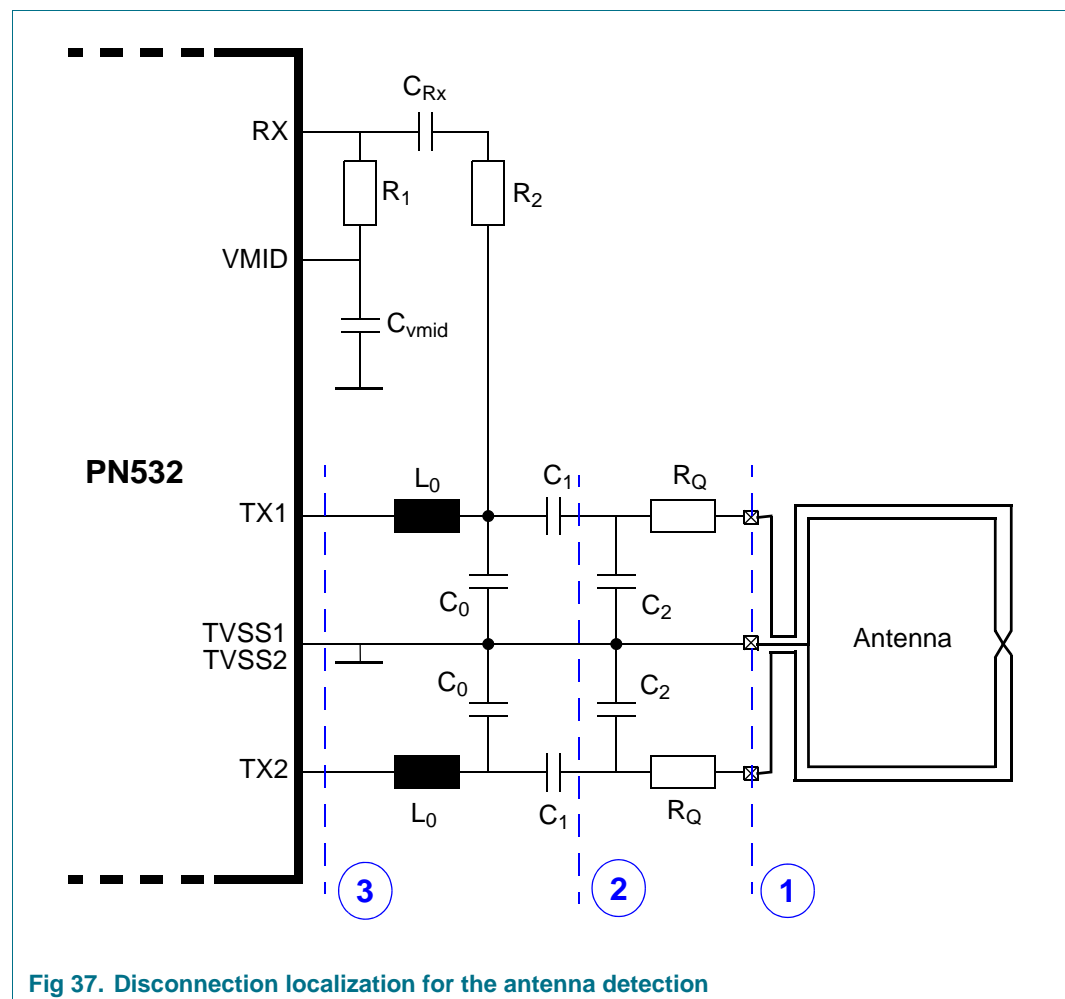 C_Rx
RX
R_1
R_2
VMID
C_vmid
PN532
L_0
C_1
R_Q
TX1
C_0
C_2
TVSS1
TVSS2
Antenna
C_0
C_2
TX2
L_0
C_1
R_Q
3
2
1
Fig 37. Disconnection localization for the antenna detection